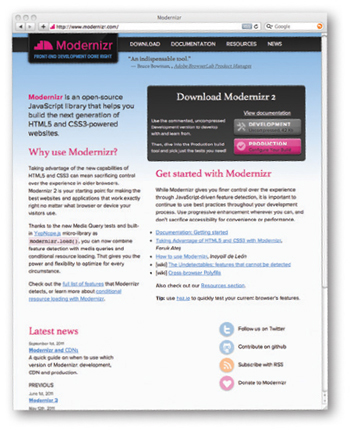 Modernizr
http://www.modernizr.com/
Google
Modernizr
FRONT-END DEVELOPMENT DONE RIGHT
DOWNLOAD DOCUMENTATION RESOURCES NEWS
"An indispensable tool."
— Bruce Bowman, Adobe BrowserLab Product Manager
Modernizr is an open-source
JavaScript library that helps you
build the next generation of
HTML5 and CSS3-powered
websites.
Why use Modernizr?
Taking advantage of the new capabilities of
HTML5 and CSS3 can mean sacrificing control
over the experience in older browsers.
Modernizr 2 is your starting point for making the
best websites and applications that work exactly
right no matter what browser or device your
visitors use.
Thanks to the new Media Query tests and built-
in YepNope.js micro-library as
Modernizr.load(), you can now combine
feature detection with media queries and
conditional resource loading. That gives you the
power and flexibility to optimize for every
circumstance.
Check out the full list of features that Modernizr
detects, or learn more about conditional
resource loading with Modernizr.
Download Modernizr 2
View documentation
Use the commented, uncompressed
Development version to develop
with and learn from.
Then, dive into the Production build
tool and pick just the tests you need!
DEVELOPMENT
PRODUCTION
Configure Your Build
Get started with Modernizr
While Modernizr gives you finer control over the experience
through JavaScript-driven feature detection, it is important to
continue to use best practices throughout your development
process. Use progressive enhancement wherever you can, and
don't sacrifice accessibility for convenience or performance.
• Documentation: Getting started
• Taking Advantage of HTML5 and CSS3 with Modernizr,
Faruk Ateş
• How to use Modernizr, Inayaili de León
• [wiki] The Undetectables: features that cannot be detected
• [wiki] Cross-browser Polyfills
Also check out our Resources section.
Tip: use haz.io to quickly test your current browser's features.
Latest news
September 1st, 2011
Modernizr and CDNs
A quick guide on when to use which
version of Modernizr development,
CDN and production.
PREVIOUS
June 1st, 2011
Modernizr 2
Follow us on Twitter
Contribute on github
Subscribe with RSS
Donate to Modernizr